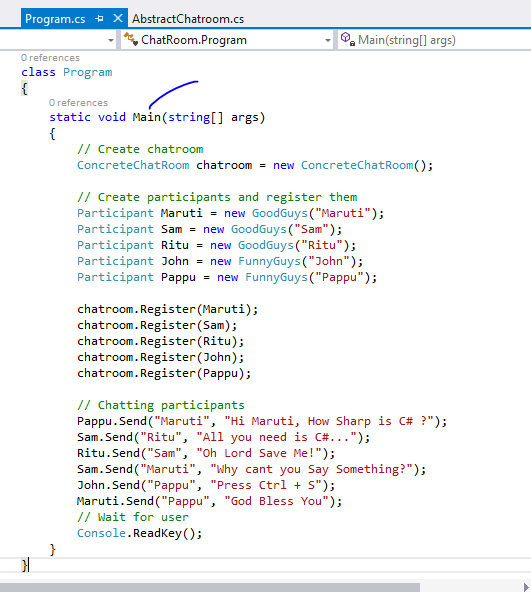 Program.cs AbstractChatroom.cs
ChatRoom.Program Main(string[] args)
0 references
class Program
{
0 references
static void Main(string[] args)
{
// Create chatroom
ConcreteChatRoom chatroom = new ConcreteChatRoom();
// Create participants and register them
Participant Maruti = new GoodGuys("Maruti");
Participant Sam = new GoodGuys("Sam");
Participant Ritu = new GoodGuys("Ritu");
Participant John = new FunnyGuys("John");
Participant Pappu = new FunnyGuys("Pappu");
chatroom.Register(Maruti);
chatroom.Register(Sam);
chatroom.Register(Ritu);
chatroom.Register(John);
chatroom.Register(Pappu);
// Chatting participants
Pappu.Send("Maruti", "Hi Maruti, How Sharp is C# ?");
Sam.Send("Ritu", "All you need is C#...");
Ritu.Send("Sam", "Oh Lord Save Me!");
Sam.Send("Maruti", "Why cant you Say Something?");
John.Send("Pappu", "Press Ctrl + S");
Maruti.Send("Pappu", "God Bless You");
// Wait for user
Console.ReadKey();
}
}